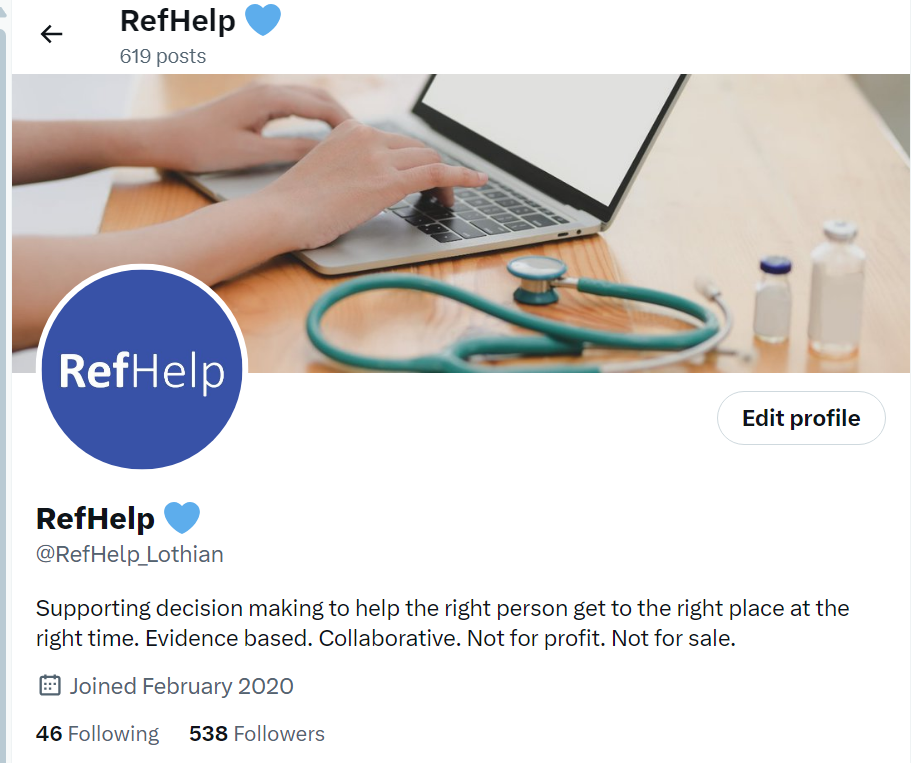 RefHelp 💙
619 posts
RefHelp
Edit profile
RefHelp 💙
@RefHelp_Lothian
Supporting decision making to help the right person get to the right place at the
right time. Evidence based. Collaborative. Not for profit. Not for sale.
Joined February 2020
46 Following 538 Followers